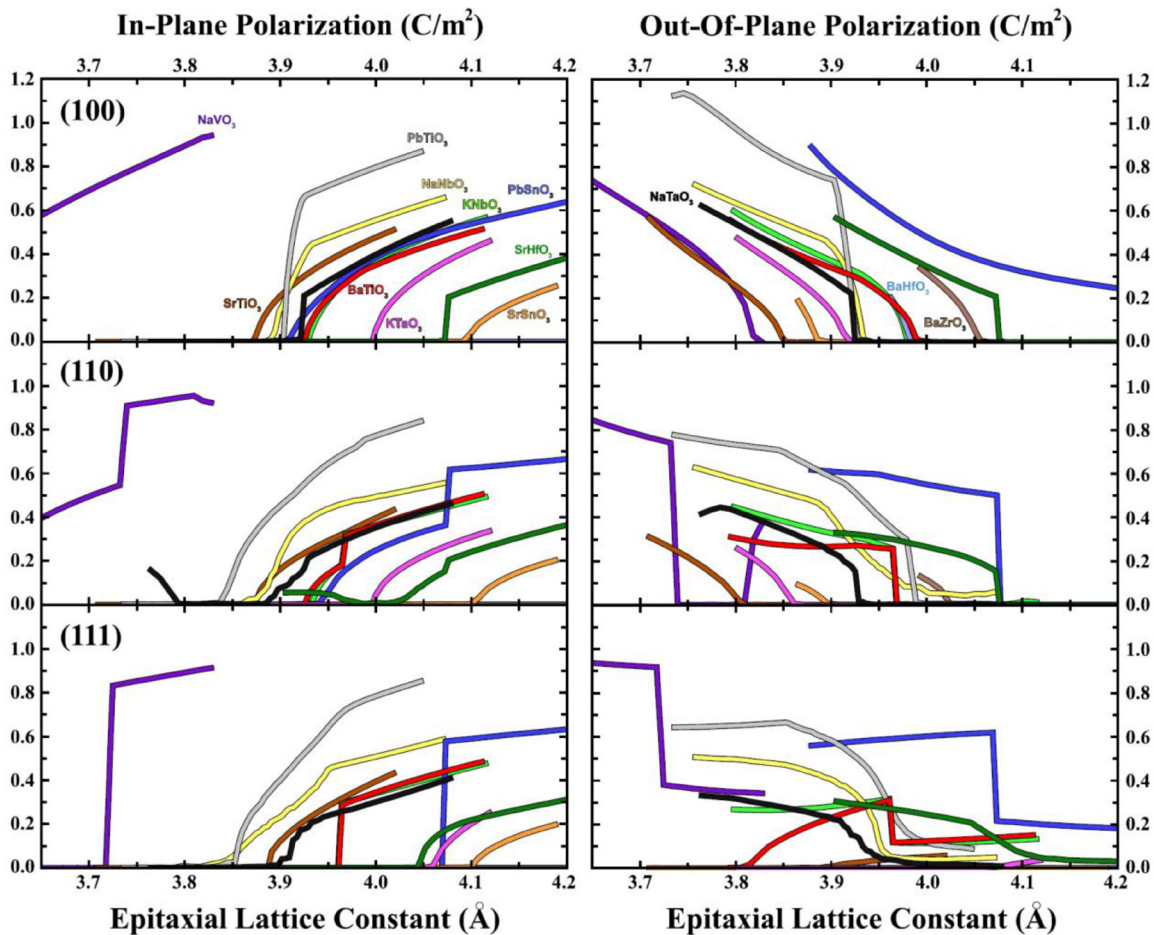 In-Plane Polarization (C/m²) Out-Of-Plane Polarization (C/m²)
3.7 3.8 3.9 4.0 4.1 4.2 3.7 3.8 3.9 4.0 4.1 4.2
1.2 (100) 1.2
NaVO₃ PbTiO₃
1.0 1.0
0.8 NaNbO₃ PbSnO₃ NaTaO₃ 0.8
0.6 KNbO₃ 0.6
0.4 SrHfO₃ 0.4
0.2 SrTiO₃ BaTiO₃ SrSnO₃ BaHfO₃ 0.2
KTaO₃ BaZrO₃
0.0 0.0
(110)
1.0 1.0
0.8 0.8
0.6 0.6
0.4 0.4
0.2 0.2
0.0 0.0
(111)
1.0 1.0
0.8 0.8
0.6 0.6
0.4 0.4
0.2 0.2
0.0 0.0
3.7 3.8 3.9 4.0 4.1 4.2 3.7 3.8 3.9 4.0 4.1 4.2
Epitaxial Lattice Constant (Å) Epitaxial Lattice Constant (Å)